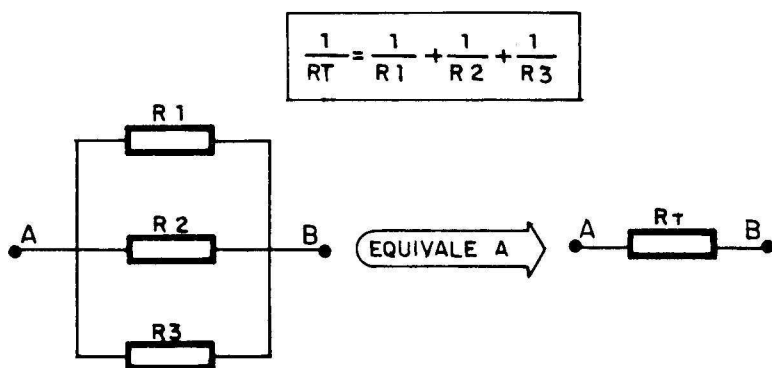 1/RT = 1/R1 + 1/R2 + 1/R3
R1
A R2 B
R3
EQUIVALE A
A RT B